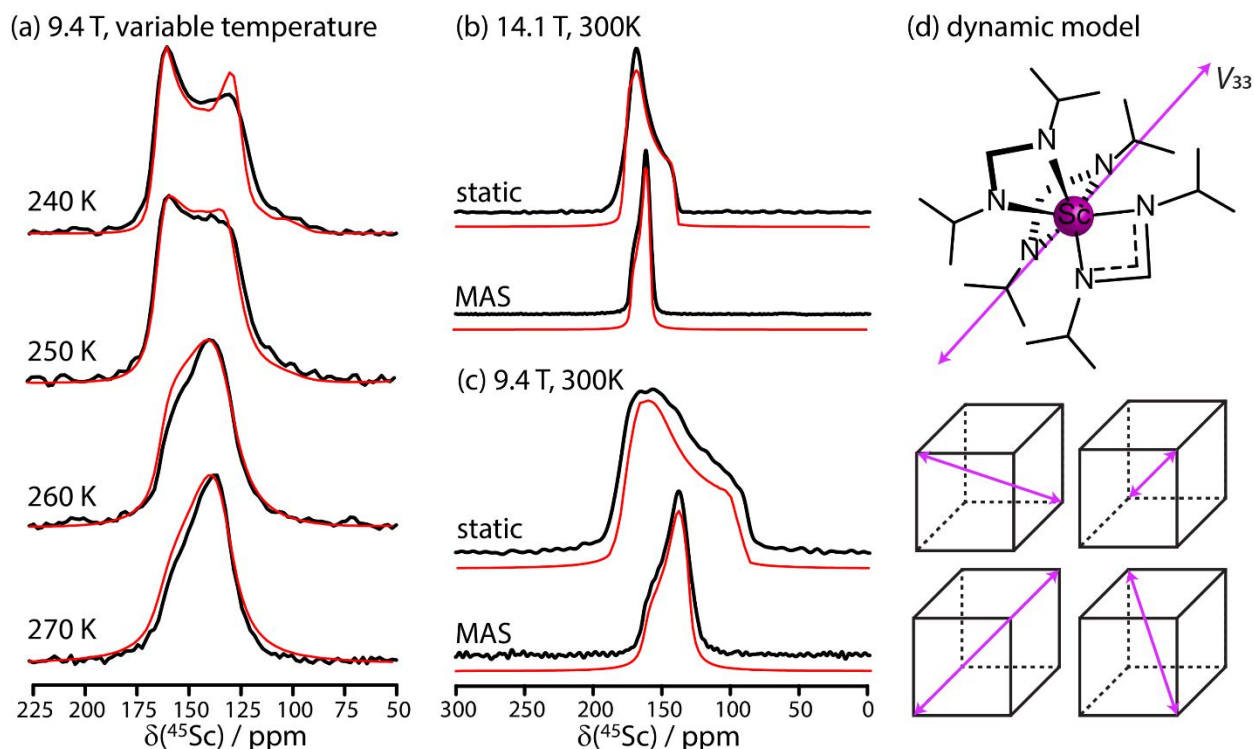 (a) 9.4 T, variable temperature
240 K
250 K
260 K
270 K
225 200 175 150 125 100 75 50
δ(⁴⁵Sc) / ppm
(b) 14.1 T, 300K
static
MAS
(c) 9.4 T, 300K
static
MAS
300 250 200 150 100 50 0
δ(⁴⁵Sc) / ppm
(d) dynamic model
V₃₃
N
N
N
Sc
N
N
N